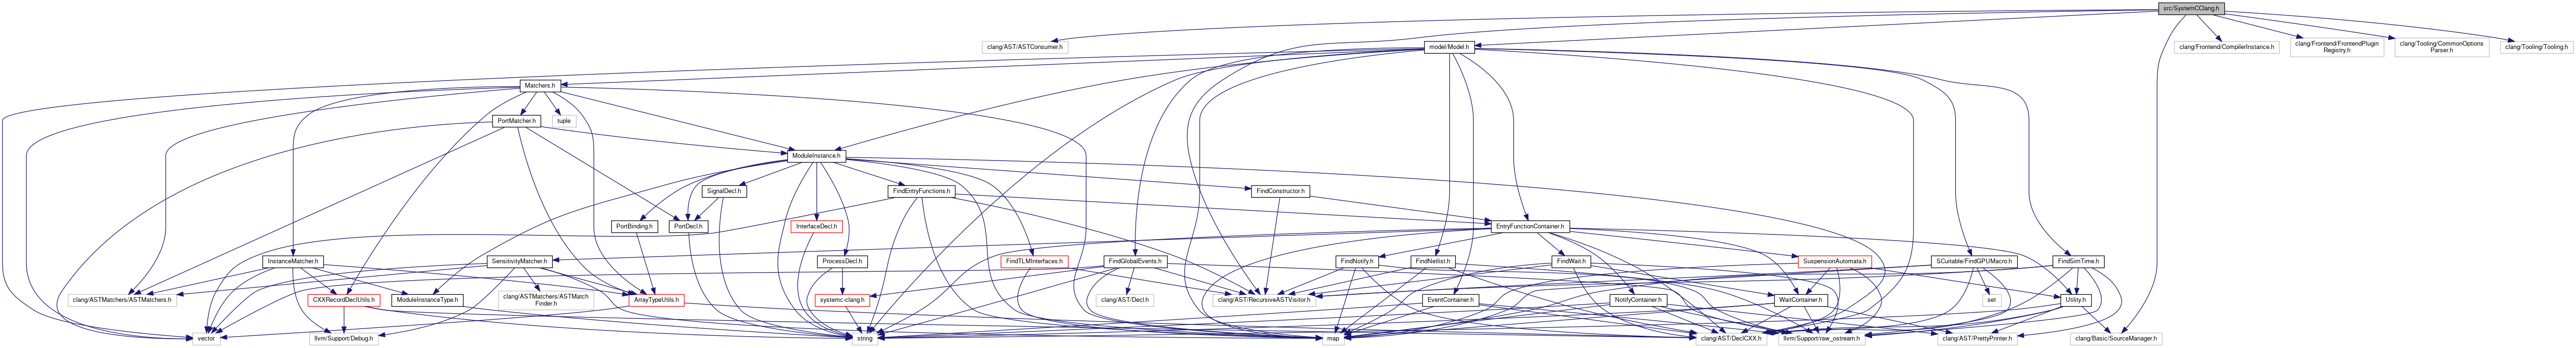 src/SystemCClang.h
clang/AST/ASTConsumer.h
model/Model.h
clang/Frontend/CompilerInstance.h
clang/Frontend/FrontendPlugin
Registry.h
clang/Tooling/CommonOptions
Parser.h
clang/Tooling/Tooling.h
Matchers.h
PortMatcher.h
tuple
ModuleInstance.h
SignalDecl.h
FindEntryFunctions.h
FindConstructor.h
PortBinding.h
PortDecl.h
InterfaceDecl.h
EntryFunctionContainer.h
InstanceMatcher.h
SensitivityMatcher.h
ProcessDecl.h
FindTLMInterfaces.h
FindGlobalEvents.h
FindNotify.h
FindNetlist.h
FindWait.h
SuspensionAutomata.h
SCuitable/FindGPUMacro.h
FindSimTime.h
clang/ASTMatchers/ASTMatchers.h
CXXRecordDeclUtils.h
ModuleInstanceType.h
clang/ASTMatchers/ASTMatch
Finder.h
ArrayTypeUtils.h
systemc-clang.h
clang/AST/Decl.h
clang/AST/RecursiveASTVisitor.h
EventContainer.h
NotifyContainer.h
WaitContainer.h
set
Utility.h
vector
llvm/Support/Debug.h
string
map
clang/AST/DeclCXX.h
llvm/Support/raw_ostream.h
clang/AST/PrettyPrinter.h
clang/Basic/SourceManager.h